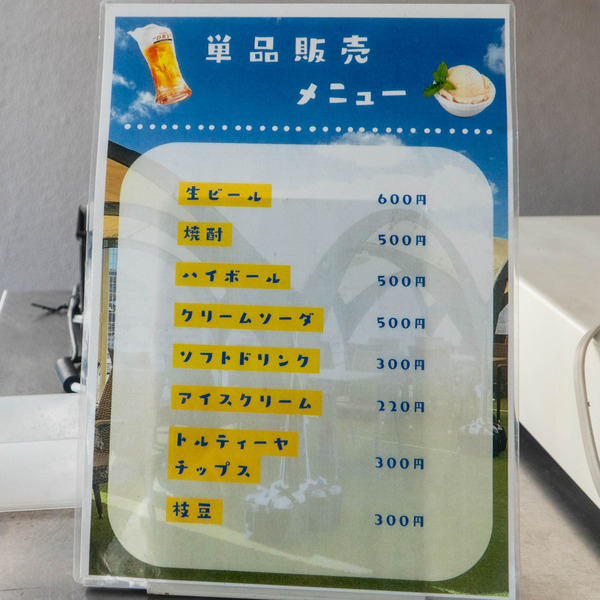 単品販売
メニュー
生ビール 600円
焼酎 500円
ハイボール 500円
クリームソーダ 500円
ソフトドリンク 300円
アイスクリーム 220円
トルティーヤ
チップス 300円
枝豆 300円